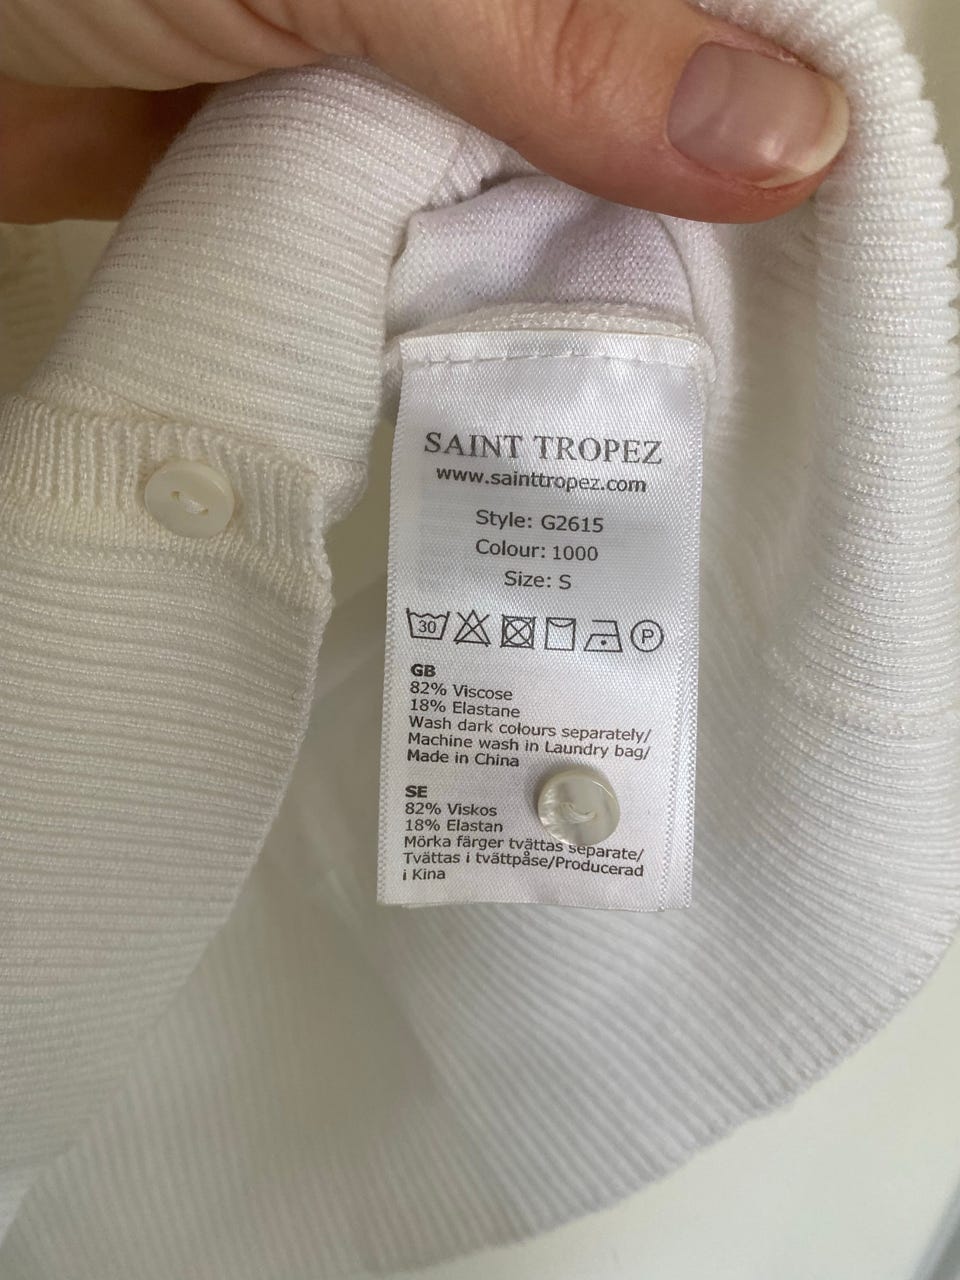 SAINT TROPEZ
www.sainttropez.com
Style: G2615
Colour: 1000
Size: S
30
P
GB
82% Viscose
18% Elastane
Wash dark colours separately/
Machine wash in Laundry bag/
Made in China
SE
82% Viskos
18% Elastan
Mörka färger tvättas separate/
Tvättas i tvättpåse/Producerad
i Kina